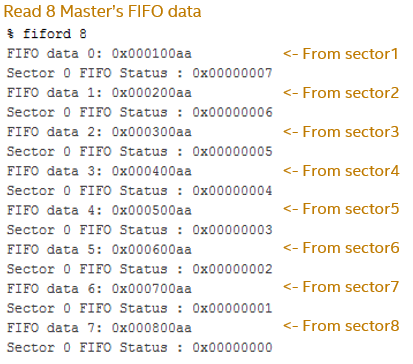 Read 8 Master's FIFO data
% fiford 8
FIFO data 0: 0x000100aa <- From sector1
Sector 0 FIFO Status : 0x00000007
FIFO data 1: 0x000200aa <- From sector2
Sector 0 FIFO Status : 0x00000006
FIFO data 2: 0x000300aa <- From sector3
Sector 0 FIFO Status : 0x00000005
FIFO data 3: 0x000400aa <- From sector4
Sector 0 FIFO Status : 0x00000004
FIFO data 4: 0x000500aa <- From sector5
Sector 0 FIFO Status : 0x00000003
FIFO data 5: 0x000600aa <- From sector6
Sector 0 FIFO Status : 0x00000002
FIFO data 6: 0x000700aa <- From sector7
Sector 0 FIFO Status : 0x00000001
FIFO data 7: 0x000800aa <- From sector8
Sector 0 FIFO Status : 0x00000000